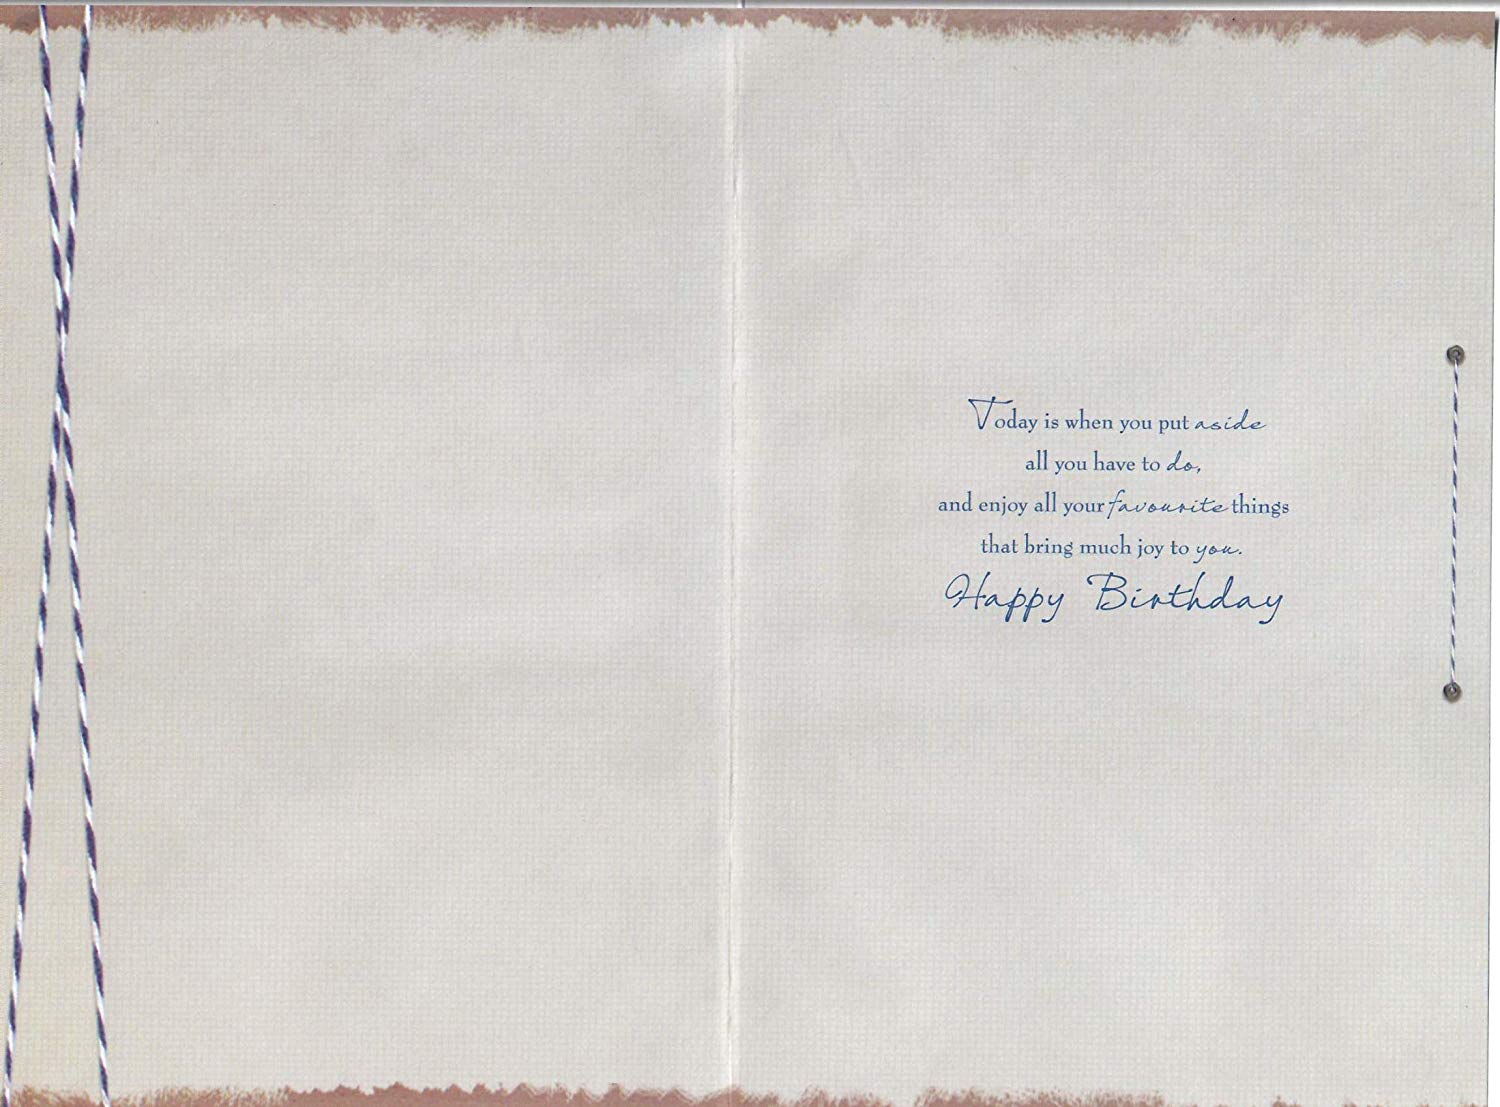 Today is when you put aside
all you have to do,
and enjoy all your favourite things
that bring much joy to you.
Happy Birthday